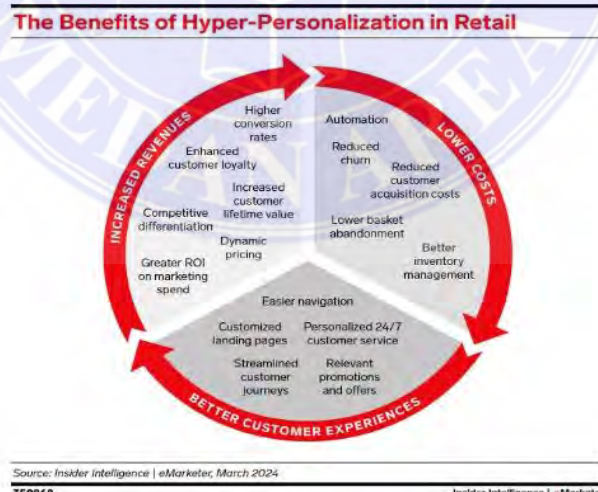 The Benefits of Hyper-Personalization in Retail
INCREASED REVENUES
Higher
conversion
rates
Enhanced
customer loyalty
Increased
customer
lifetime value
Competitive
differentiation
Dynamic
pricing
Greater ROI
on marketing
spend
LOWER COSTS
Automation
Reduced
churn
Reduced
customer
acquisition costs
Lower basket
abandonment
Better
inventory
management
Easier navigation
Customized
landing pages
Personalized 24/7
customer service
Streamlined
customer
journeys
Relevant
promotions
and offers
BETTER CUSTOMER EXPERIENCES
Source: Insider Intelligence | eMarketer, March 2024
Insider Intelligence | eMarketer